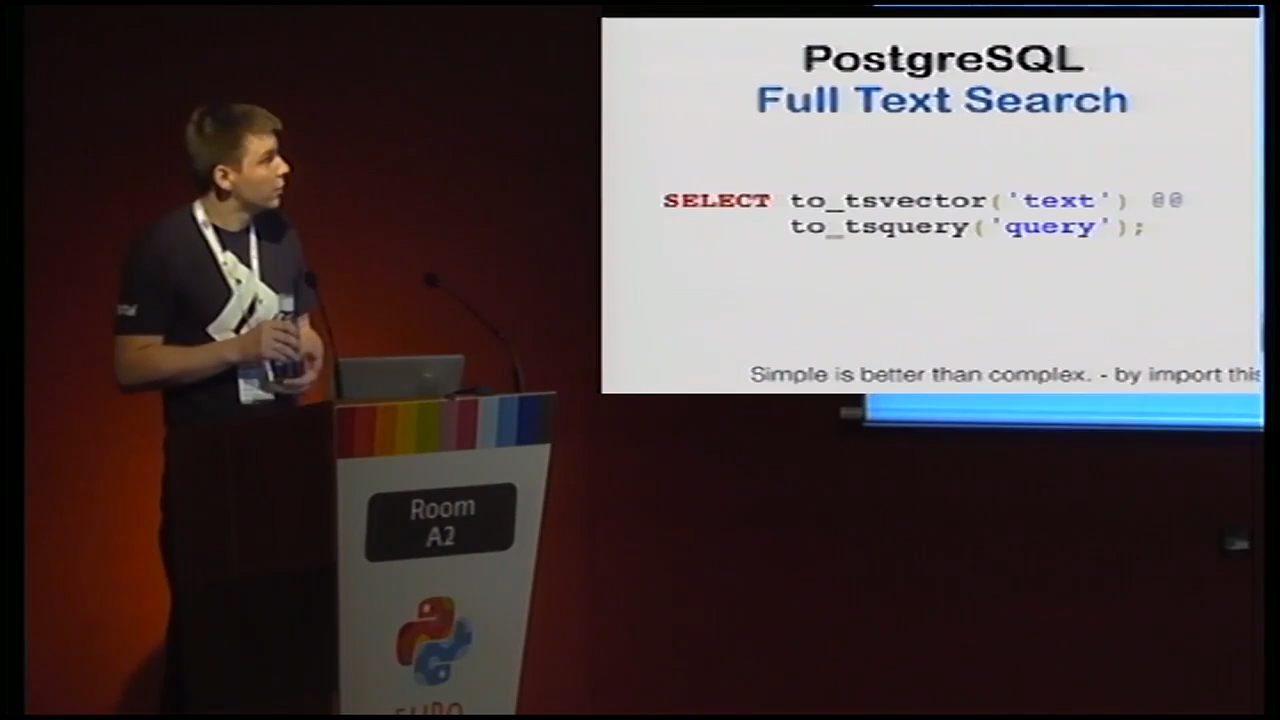 PostgreSQL
Full Text Search
SELECT to_tsvector('text') @@
to_tsquery('query');
Simple is better than complex. - by import this
Room
A2
EURO